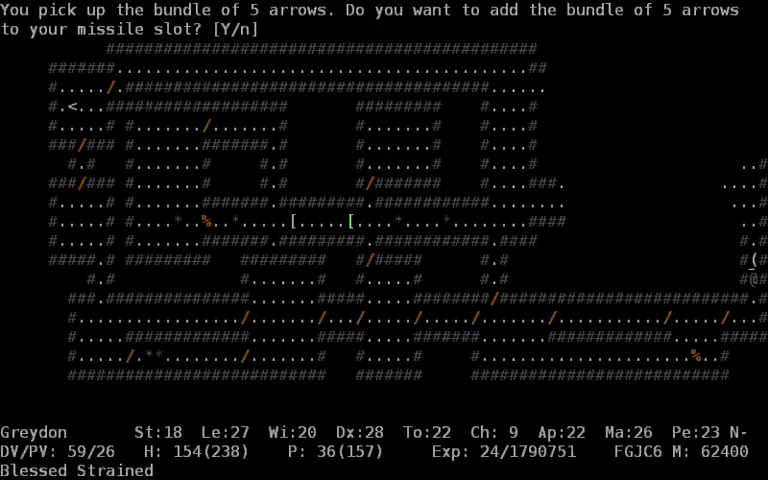 You pick up the bundle of 5 arrows. Do you want to add the bundle of 5 arrows
to your missile slot? [Y/n]
Greydon St:18 Le:27 Wi:20 Dx:28 To:22 Ch: 9 Ap:22 Ma:26 Pe:23 N-
DV/PV: 59/26 H: 154(238) P: 36(157) Exp: 24/1790751 FGJC6 M: 62400
Blessed Strained